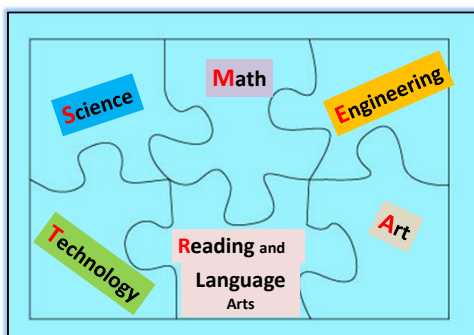 Science
Math
Engineering
Technology
Reading and
Language
Arts
Art